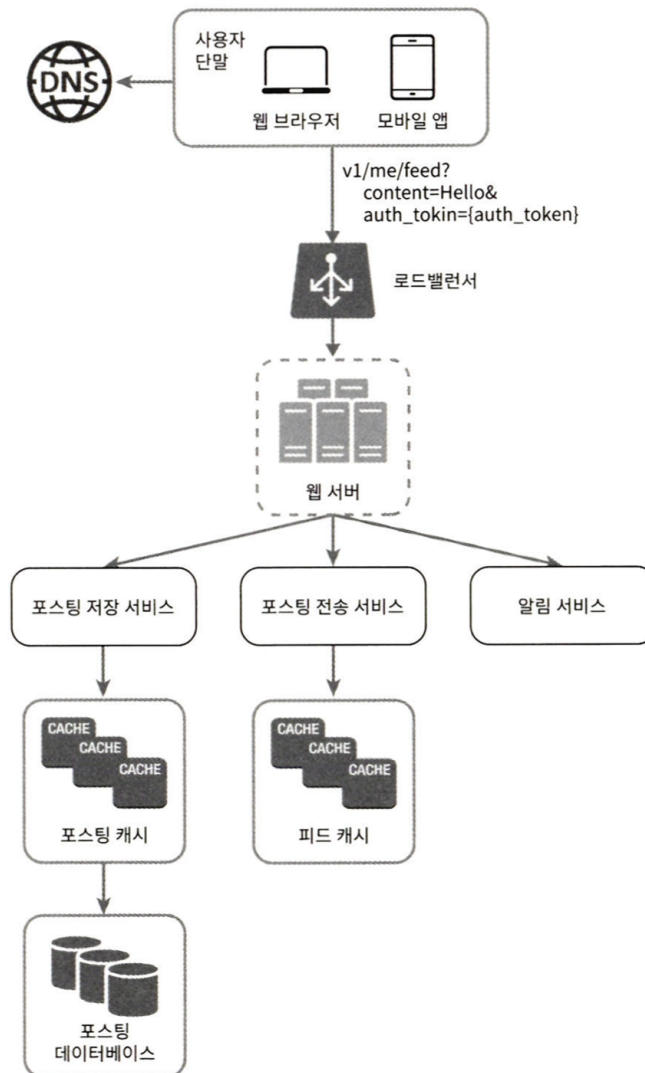 사용자
단말
DNS
웹 브라우저
모바일 앱
v1/me/feed?
content=Hello&
auth_tokin={auth_token}
로드밸런서
웹 서버
포스팅 저장 서비스
포스팅 전송 서비스
알림 서비스
CACHE
CACHE
CACHE
포스팅 캐시
CACHE
CACHE
CACHE
피드 캐시
포스팅
데이터베이스